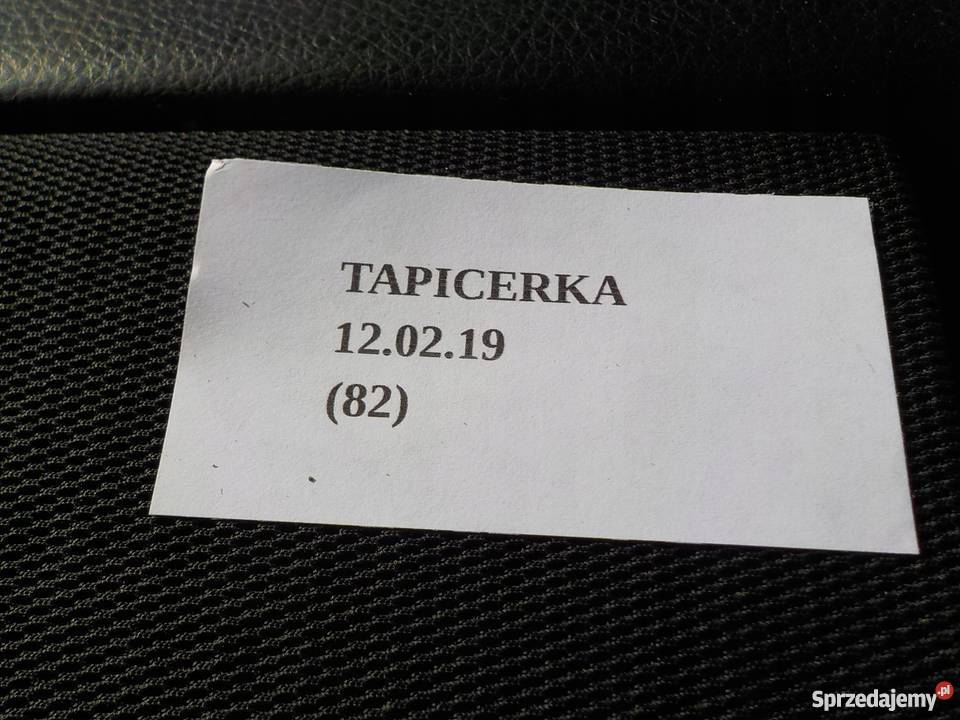 TAPICERKA
12.02.19
(82)
Sprzedajemy.pl